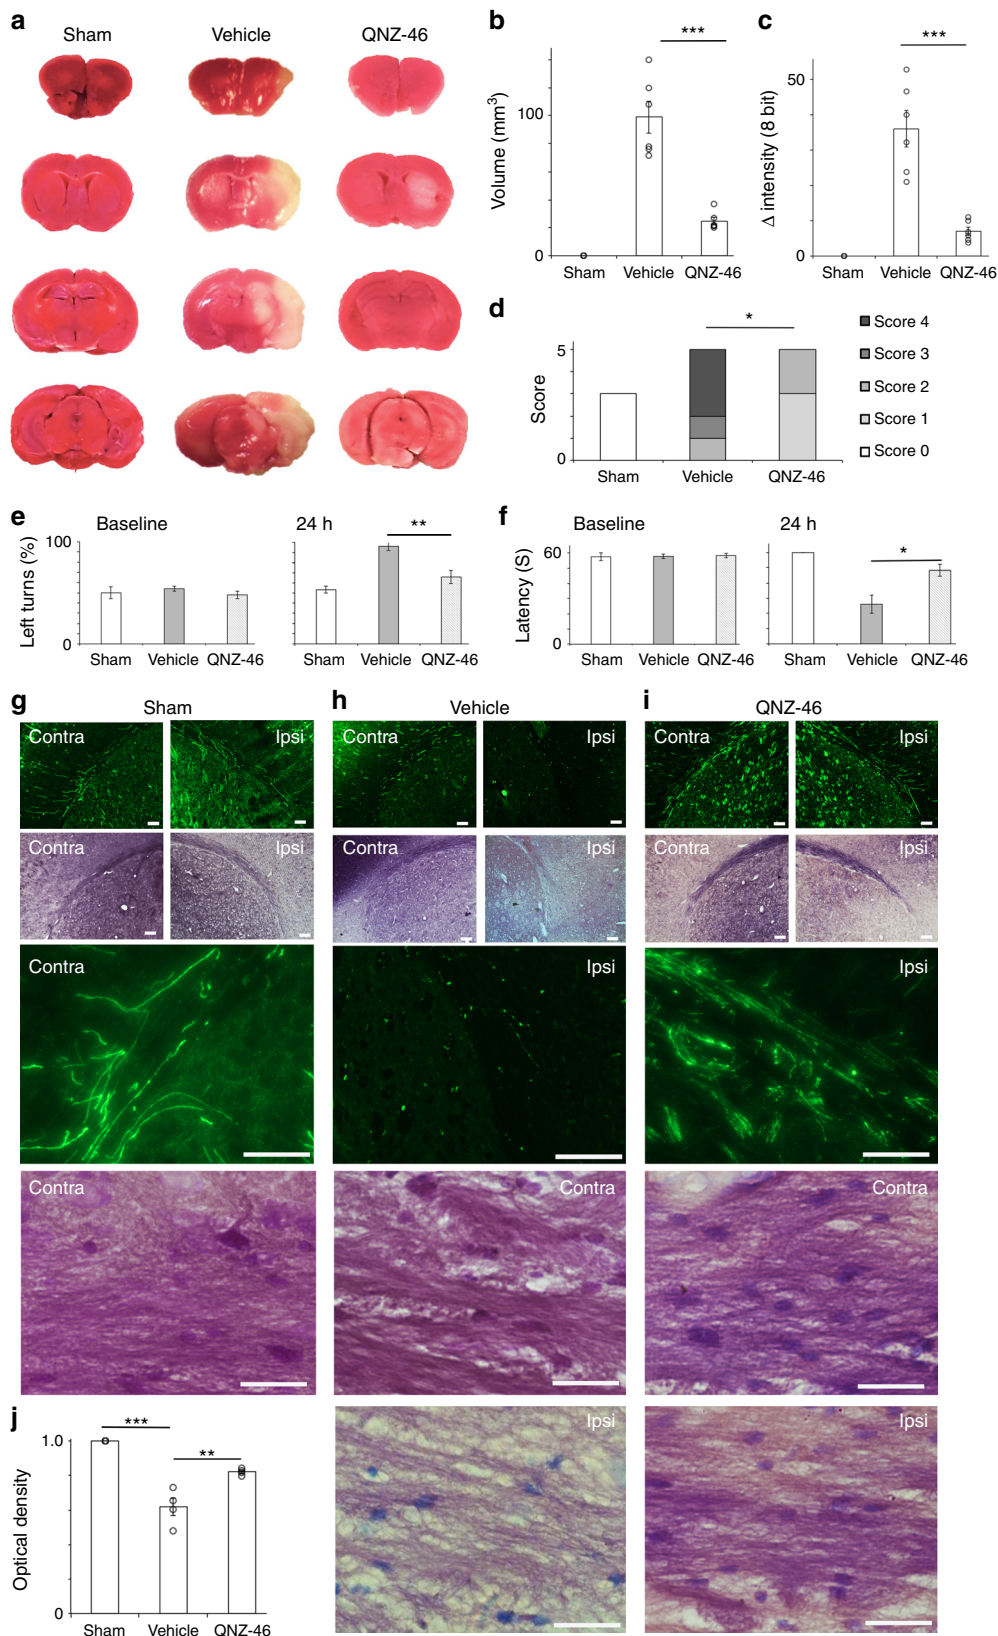 a
Sham Vehicle QNZ-46
b
***
Volume (mm³)
100
0
Sham Vehicle QNZ-46
c
***
Δ intensity (8 bit)
50
0
Sham Vehicle QNZ-46
d
*
Score
5
0
Sham Vehicle QNZ-46
Score 4
Score 3
Score 2
Score 1
Score 0
e
Baseline 24 h
**
Left turns (%)
100
0
Sham Vehicle QNZ-46 Sham Vehicle QNZ-46
f
Baseline 24 h
*
Latency (S)
60
0
Sham Vehicle QNZ-46 Sham Vehicle QNZ-46
g
Sham
Contra Ipsi
Contra Ipsi
Contra
Contra
h
Vehicle
Contra Ipsi
Contra Ipsi
Ipsi
Contra
Ipsi
i
QNZ-46
Contra Ipsi
Contra Ipsi
Ipsi
Contra
Ipsi
j
***
**
Optical density
1.0
0
Sham Vehicle QNZ-46